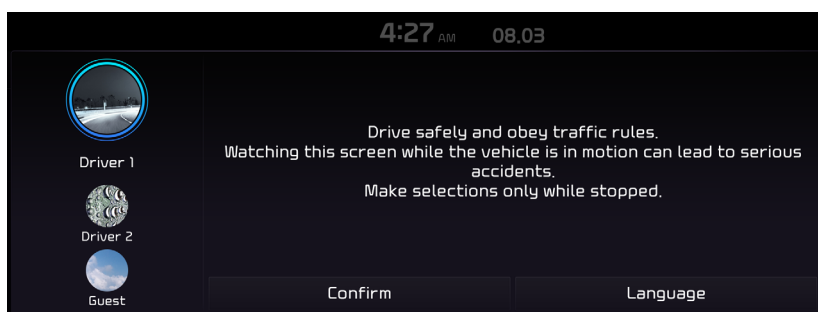 4:27 AM 08.03
Driver 1
Driver 2
Guest
Drive safely and obey traffic rules.
Watching this screen while the vehicle is in motion can lead to serious
accidents.
Make selections only while stopped.
Confirm
Language